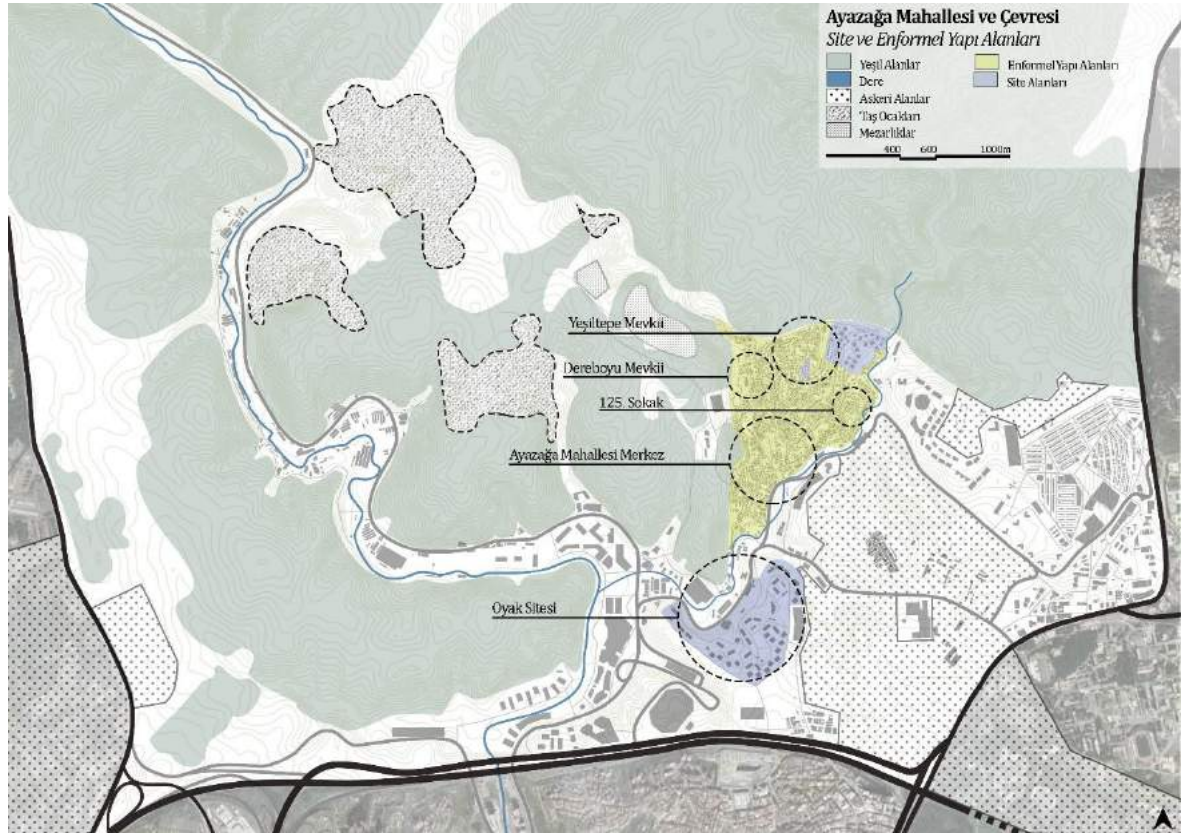 Ayazağa Mahallesi ve Çevresi
Site ve Enformel Yapı Alanları
Yeşil Alanlar
Dere
Askeri Alanlar
Taş Ocakları
Mezarlıklar
Enformel Yapı Alanları
Site Alanları
400 600 1000m
Yeşiltepe Mevkii
Dereboyu Mevkii
125. Sokak
Ayazağa Mahallesi Merkez
Oyak Sitesi